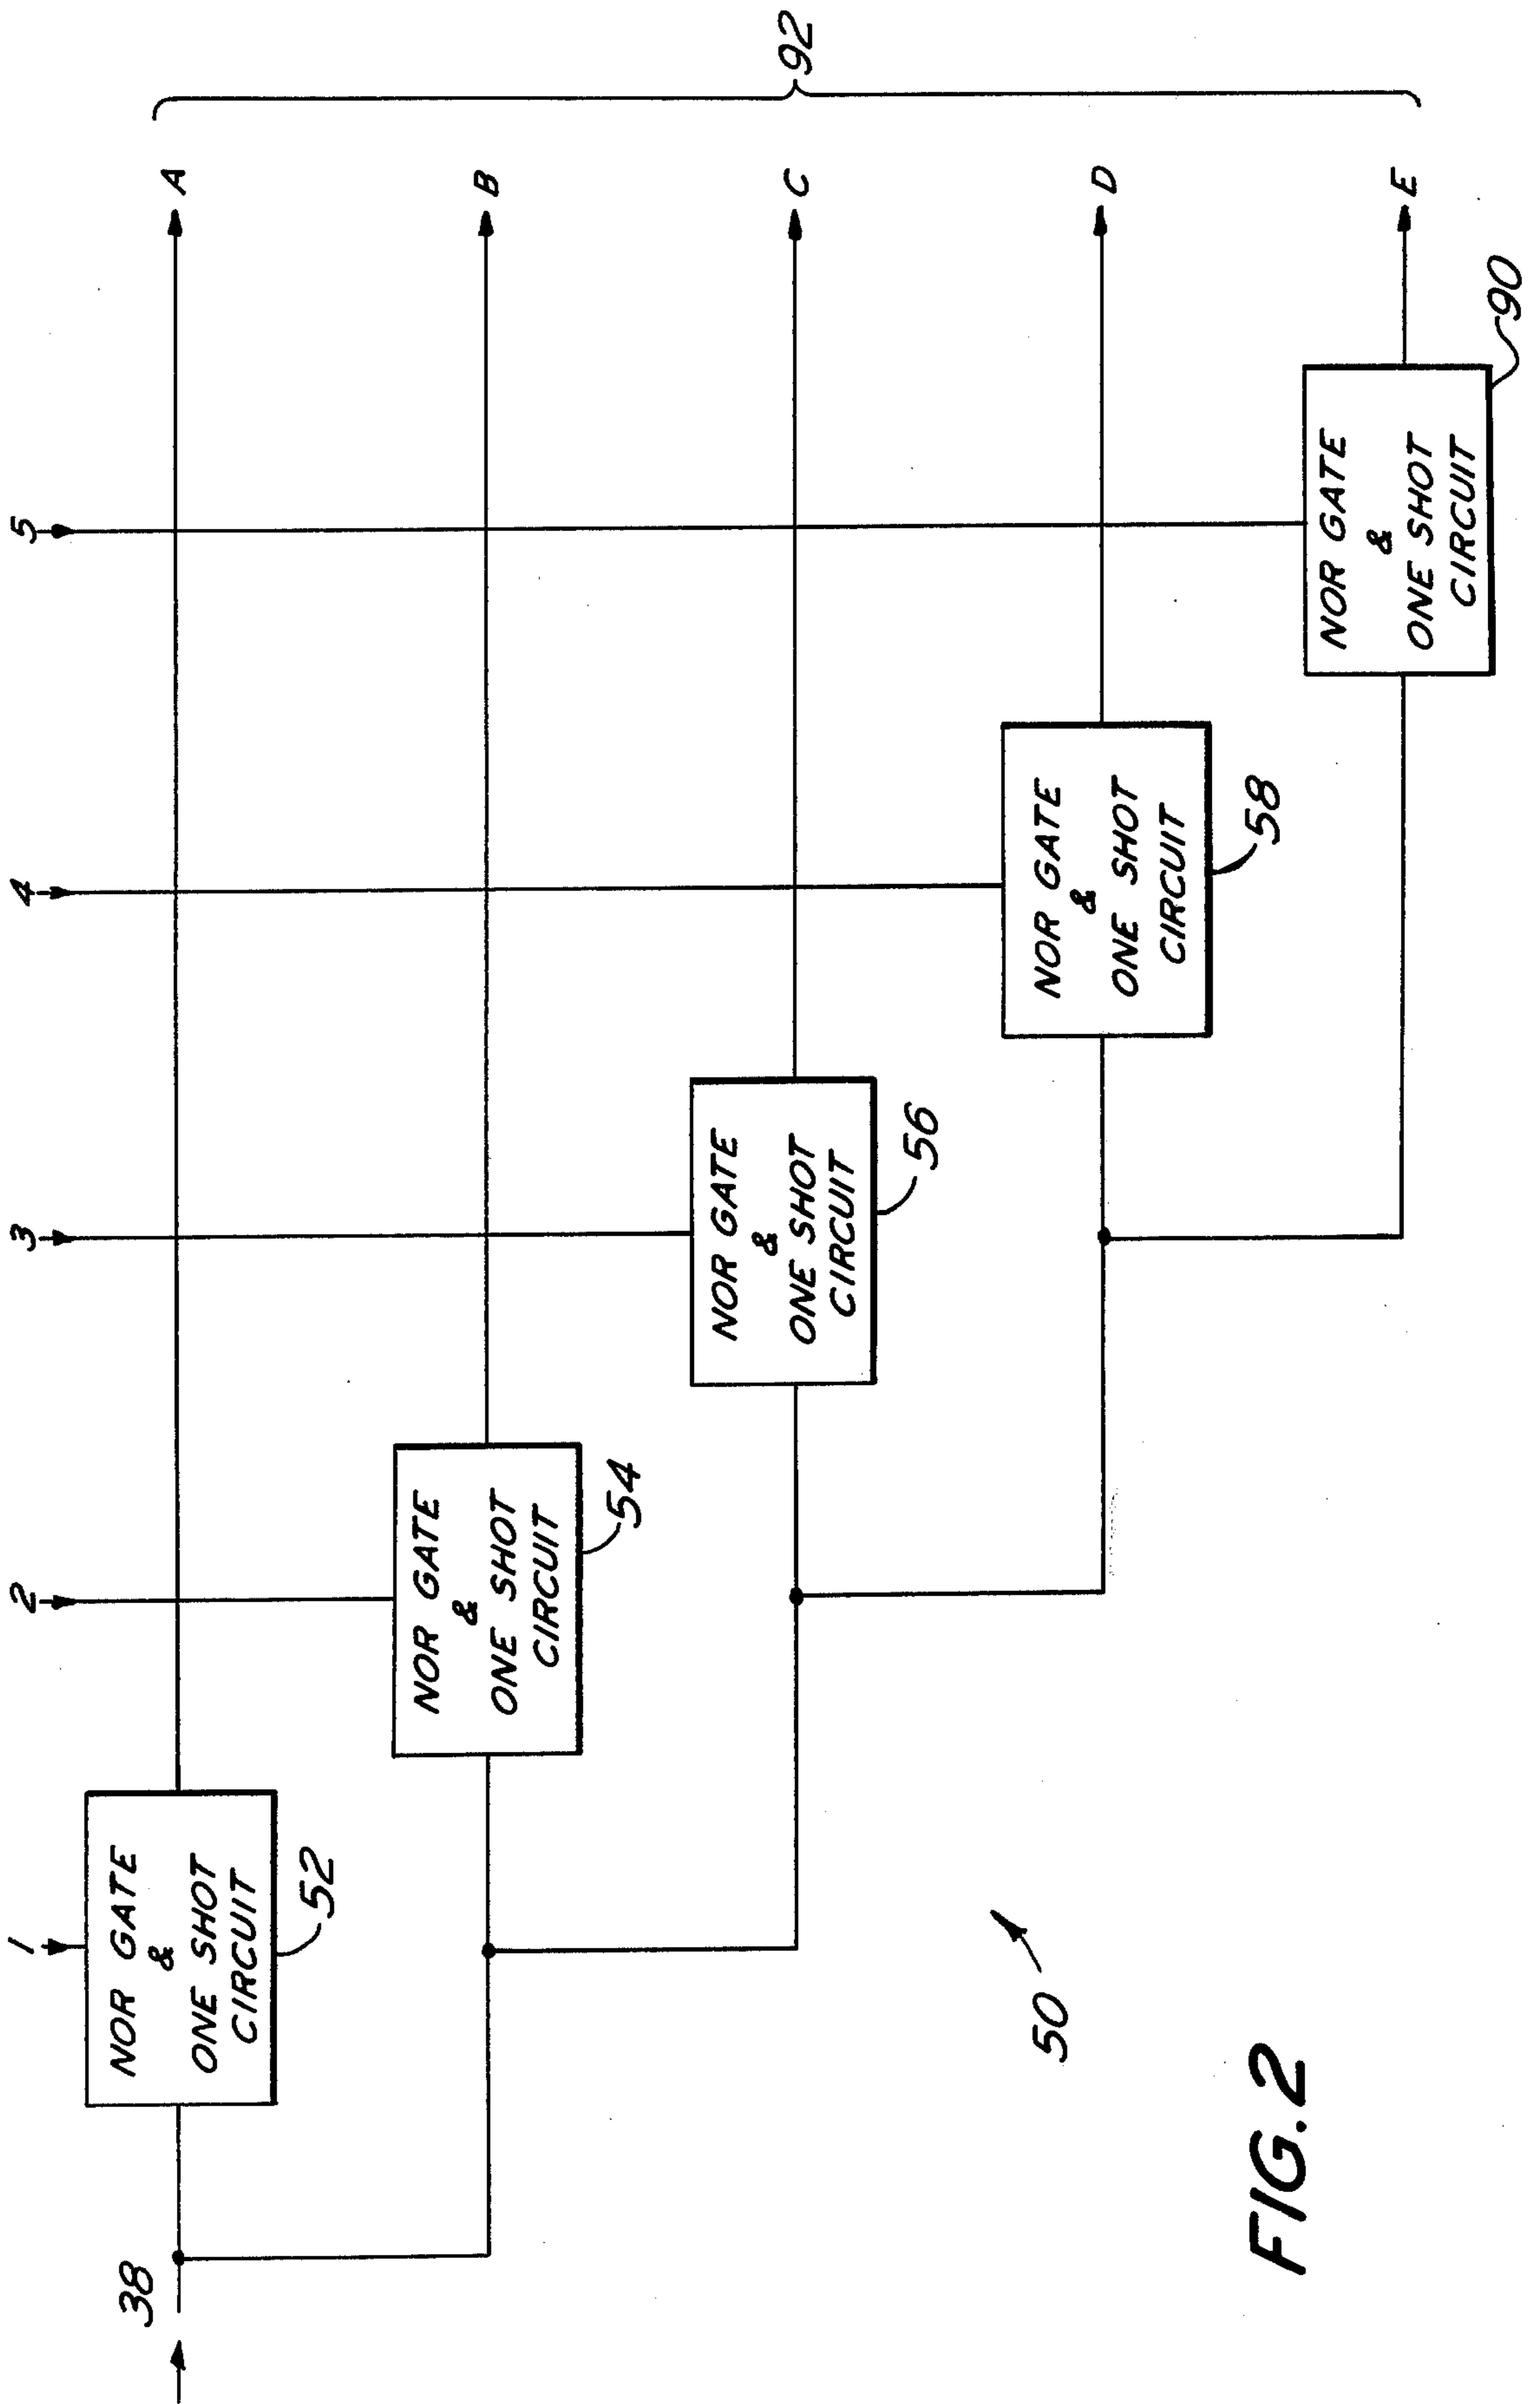 38
1
2
3
4
5
NOR GATE
&
ONE SHOT
CIRCUIT
52
A
NOR GATE
&
ONE SHOT
CIRCUIT
54
B
NOR GATE
&
ONE SHOT
CIRCUIT
56
C
NOR GATE
&
ONE SHOT
CIRCUIT
58
D
NOR GATE
&
ONE SHOT
CIRCUIT
90
E
92
50
FIG. 2